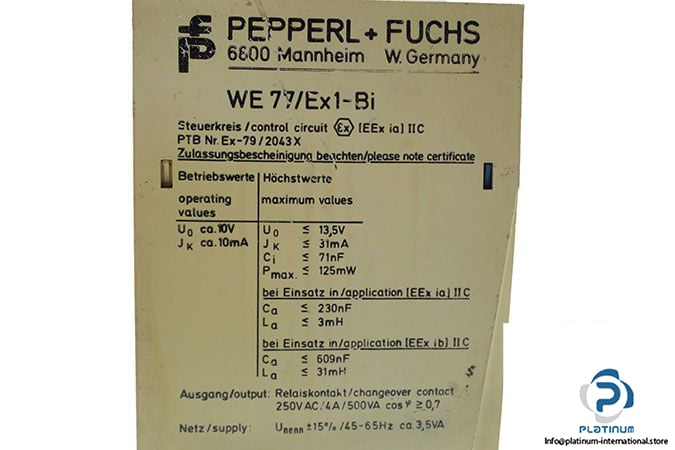 PEPPERL + FUCHS
6800 Mannheim W. Germany
WE 77/Ex1-Bi
Steuerkreis/control circuit Ex [EEx ia] II C
PTB Nr. Ex-79/2043 X
Zulassungsbescheinigung beachten/please note certificate
Betriebswerte Höchstwerte
operating maximum values
values
U₀ ca. 10V U₀ ≤ 13,5V
Jₖ ca. 10mA Jₖ ≤ 31mA
Cᵢ ≤ 71nF
Pmax. ≤ 125mW
bei Einsatz in/application [EEx ia] II C
Cₐ ≤ 230nF
Lₐ ≤ 3mH
bei Einsatz in/application [EEx ib] II C
Cₐ ≤ 609nF
Lₐ ≤ 31mH
Ausgang/output: Relaiskontakt/changeover contact
250V AC/4A/500VA cos φ ≥ 0,7
Netz/supply: Unenn ±15%/45-65Hz ca. 3,5VA
PLATINUM
Info@platinum-international.store